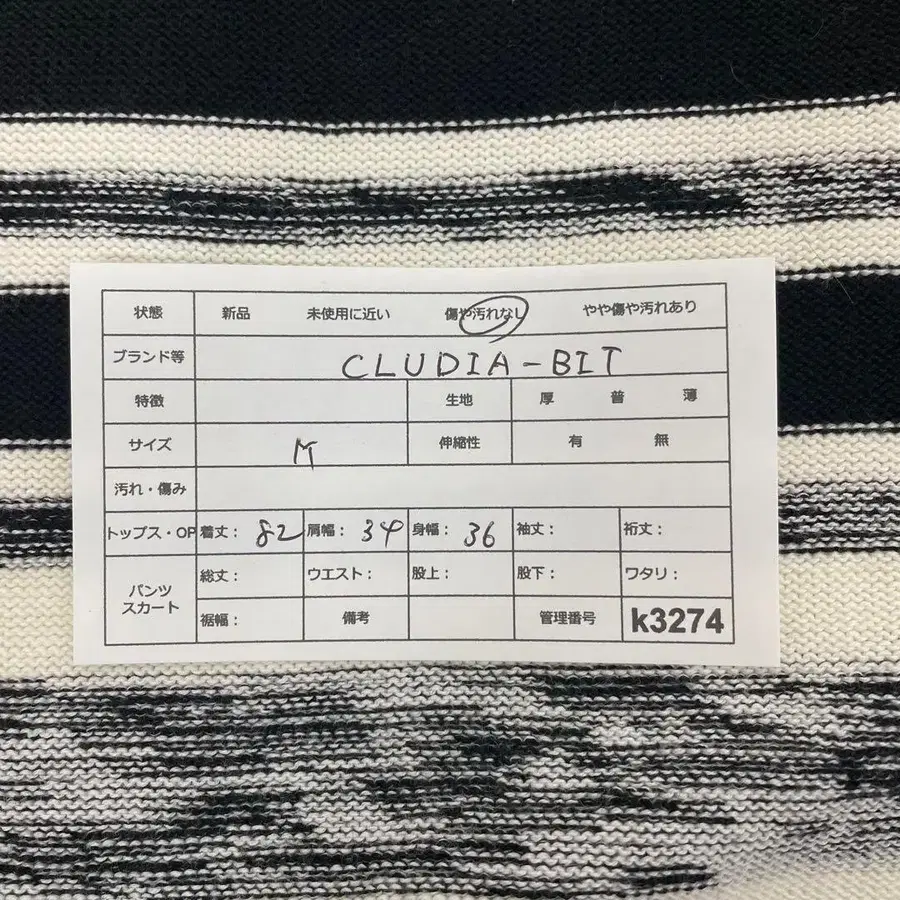 状態 新品 未使用に近い 傷や汚れなし やや傷や汚れあり
ブランド等 CLUDIA-BIT
特徴 生地 厚 普 薄
サイズ M 伸縮性 有 無
汚れ・傷み
トップス・OP 着丈: 82 肩幅: 34 身幅: 36 袖丈: 裄丈:
パンツ スカート 総丈: ウエスト: 股上: 股下: ワタリ:
裾幅: 備考 管理番号 k3274